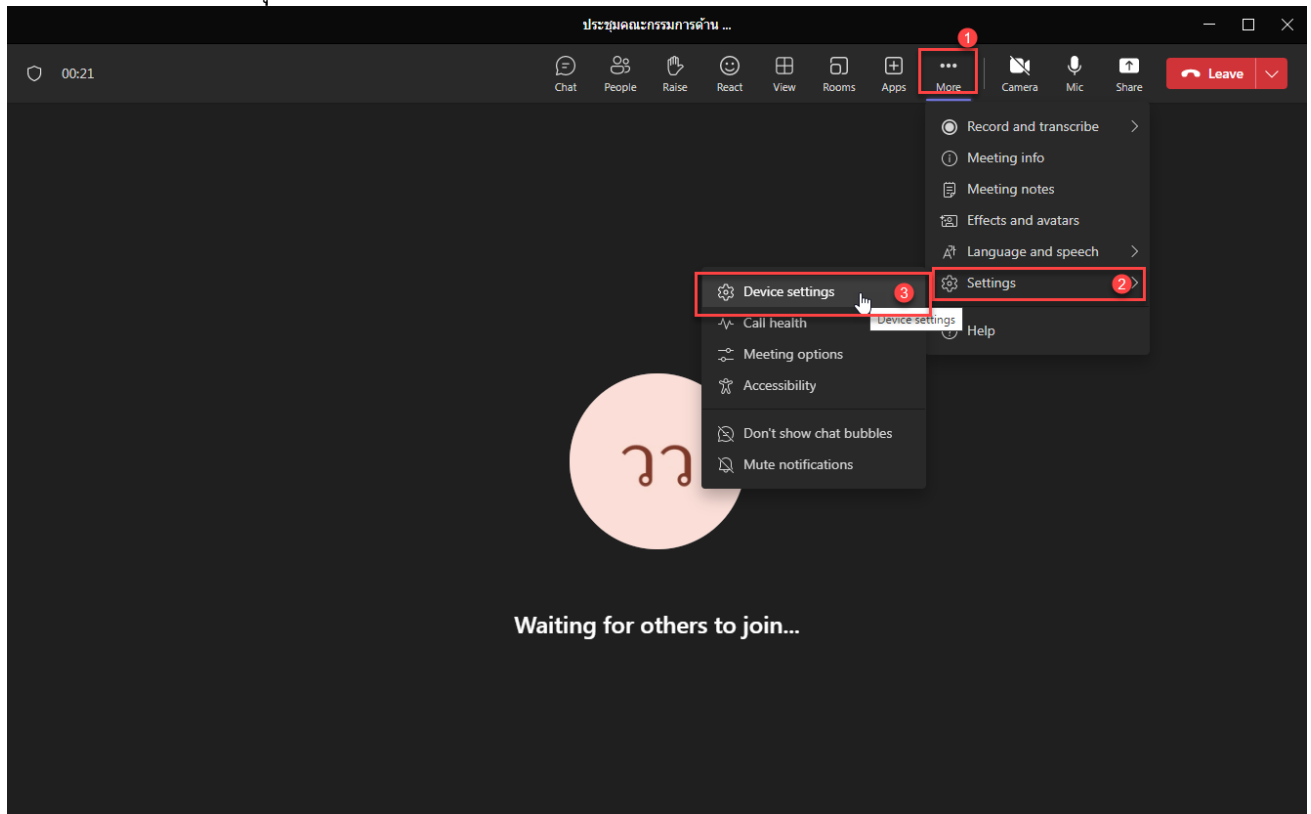 ประชุมคณะกรรมการด้าน ...
1
00:21
Chat People Raise React View Rooms Apps More Camera Mic Share Leave
Record and transcribe
Meeting info
Meeting notes
Effects and avatars
Language and speech
Settings 2
Help
Device settings 3
Device settings
Call health
Meeting options
Accessibility
Don't show chat bubbles
Mute notifications
วว
Waiting for others to join...